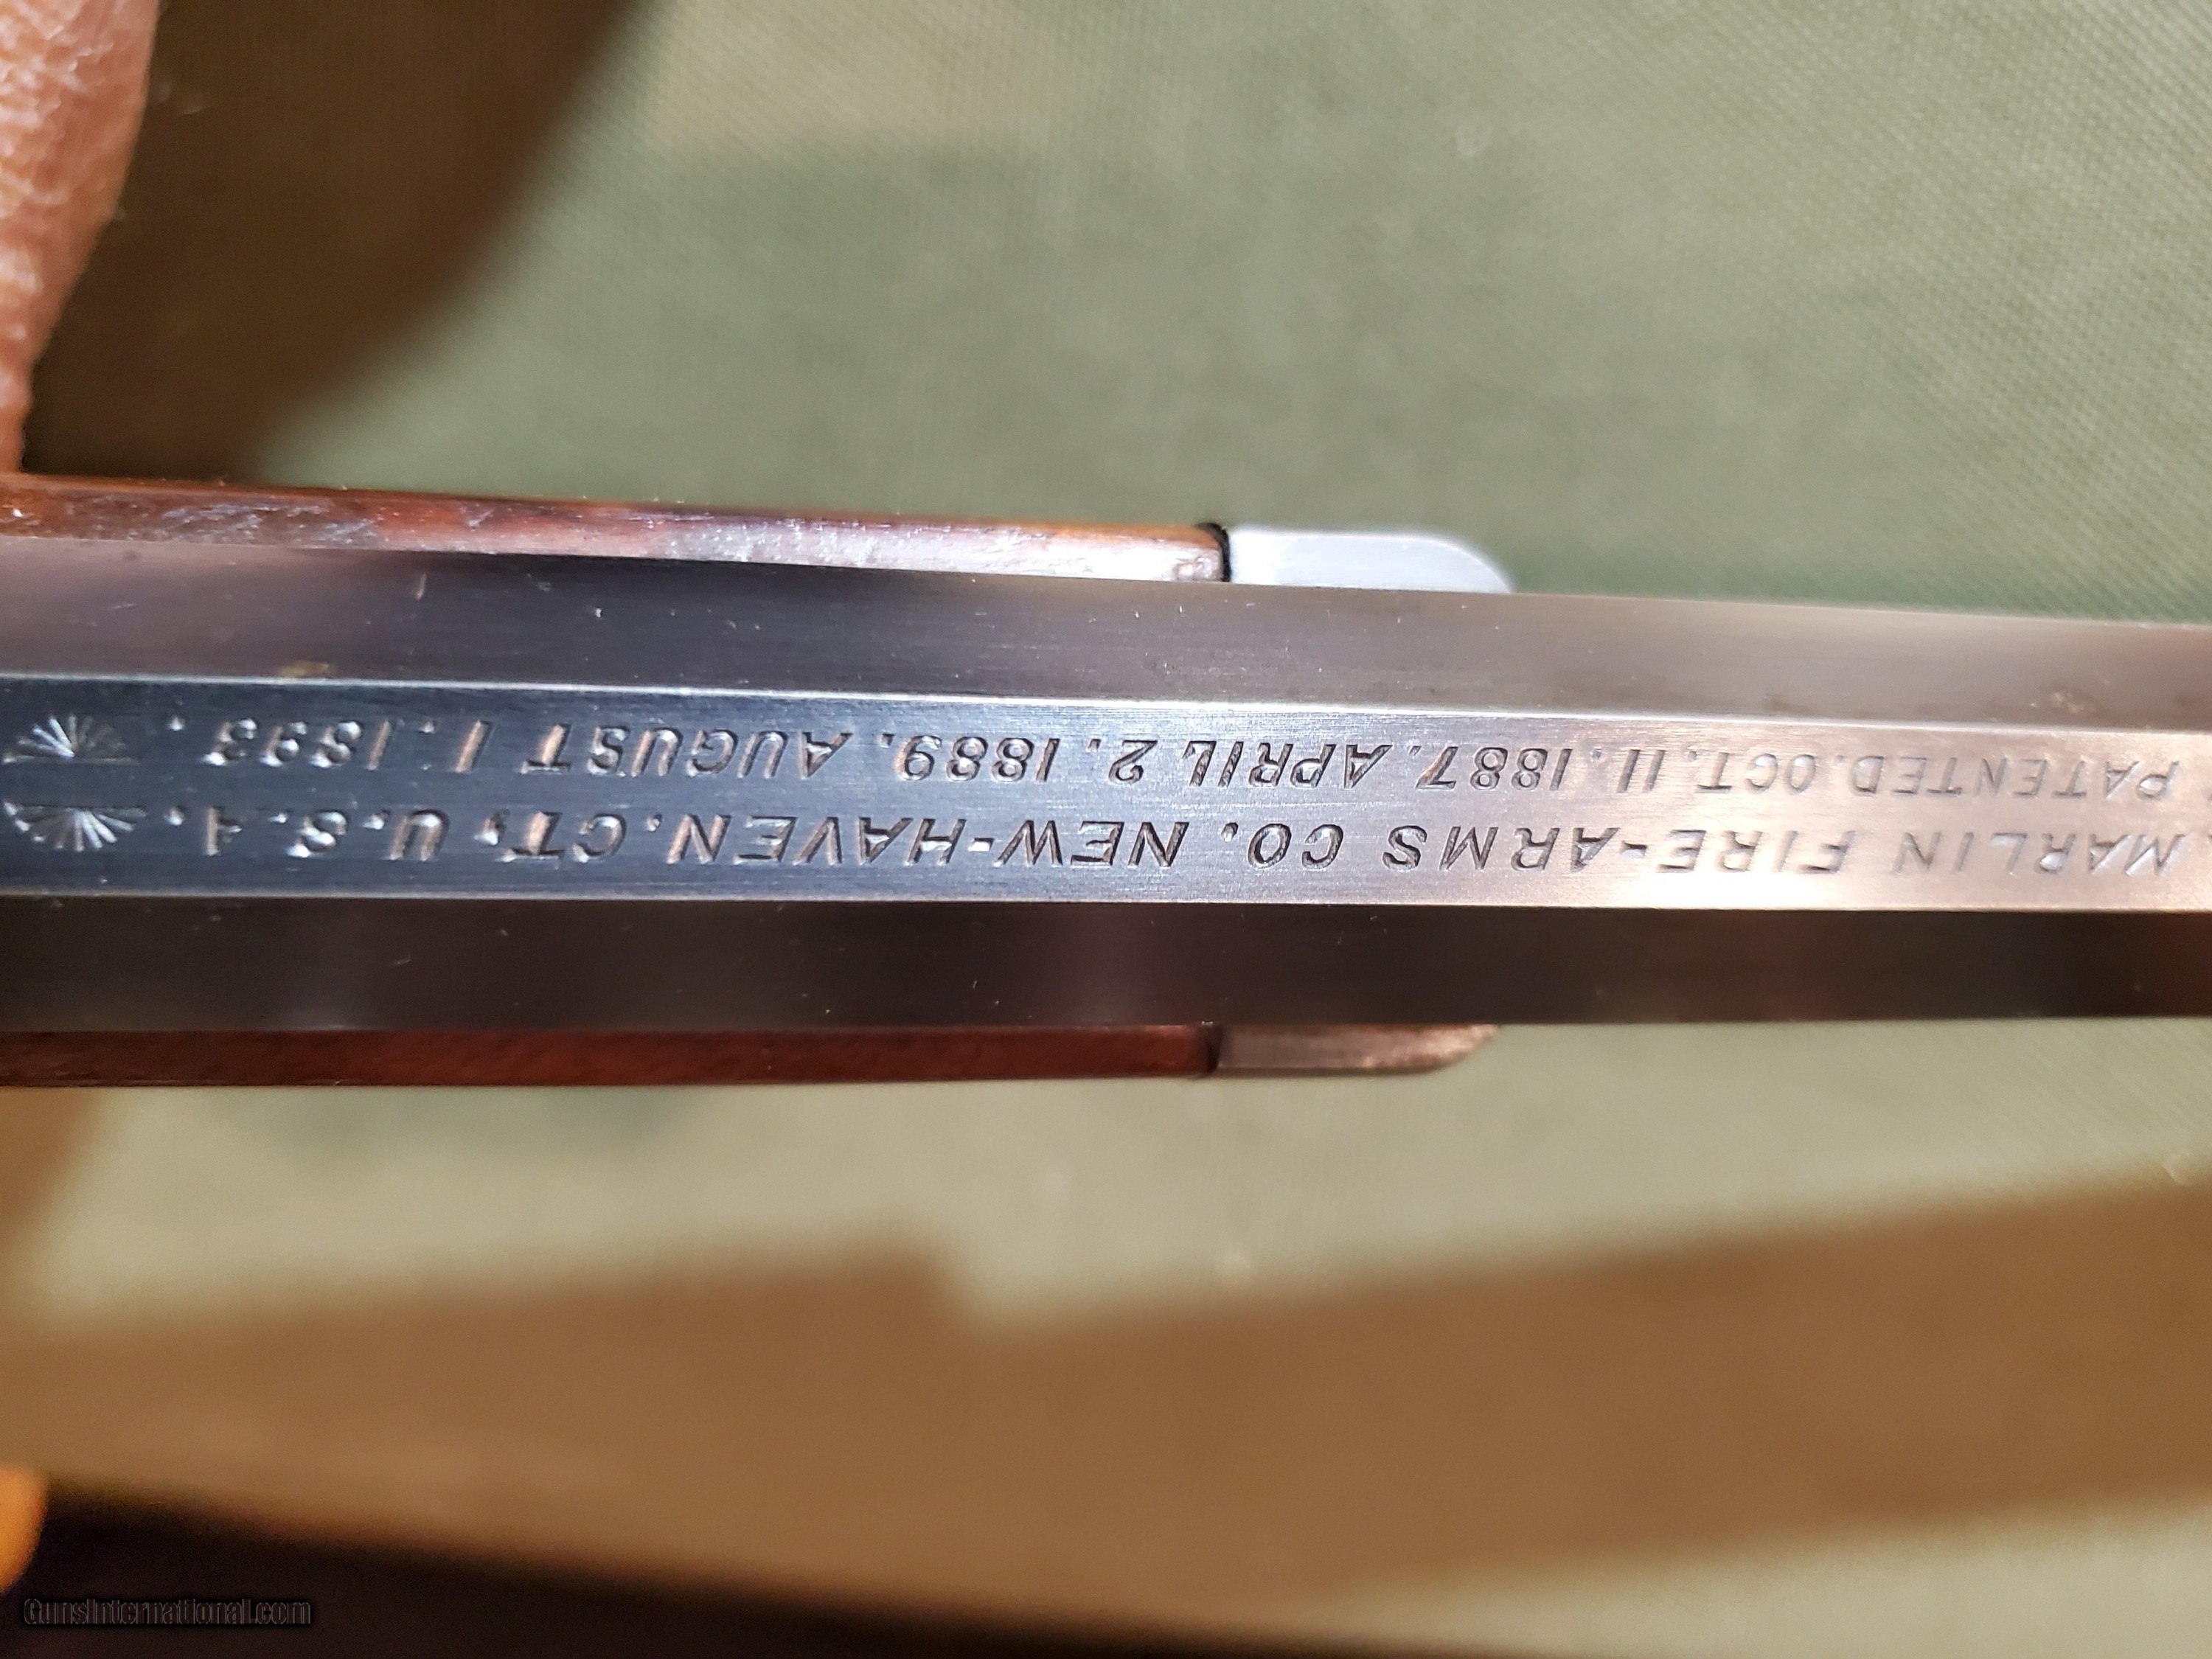 MARLIN FIRE-ARMS CO. NEW-HAVEN. CT. U. S. A.
PATENTED. OCT. 11. 1887. APRIL 2. 1889. AUGUST 1. 1893.
GunsInternational.com